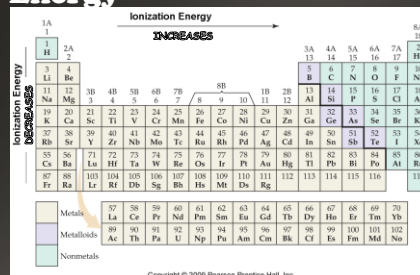 Energy
Ionization Energy
INCREASES
Ionization Energy
DECREASES
1A
1
2A
2
3B 4B 5B 6B 7B 8B 1B 2B
3 4 5 6 7 8 9 10 11 12
3A 4A 5A 6A 7A
13 14 15 16 17
1
H
3 4
Li Be
5 6 7 8 9
B C N O F
11 12
Na Mg
13 14 15 16 17
Al Si P S Cl
19 20 21 22 23 24 25 26 27 28 29 30 31 32 33 34 35
K Ca Sc Ti V Cr Mn Fe Co Ni Cu Zn Ga Ge As Se Br
37 38 39 40 41 42 43 44 45 46 47 48 49 50 51 52 53
Rb Sr Y Zr Nb Mo Tc Ru Rh Pd Ag Cd In Sn Sb Te I
55 56 71 72 73 74 75 76 77 78 79 80 81 82 83 84 85
Cs Ba Lu Hf Ta W Re Os Ir Pt Au Hg Tl Pb Bi Po At
87 88 103 104 105 106 107 108 109 110 111 112 113 114 115 116
Fr Ra Lr Rf Db Sg Bh Hs Mt Ds Rg
Metals
Metalloids
Nonmetals
57 58 59 60 61 62 63 64 65 66 67 68 69 70
La Ce Pr Nd Pm Sm Eu Gd Tb Dy Ho Er Tm Yb
89 90 91 92 93 94 95 96 97 98 99 100 101 102
Ac Th Pa U Np Pu Am Cm Bk Cf Es Fm Md No
Copyright © 2009 Pearson Prentice Hall, Inc.